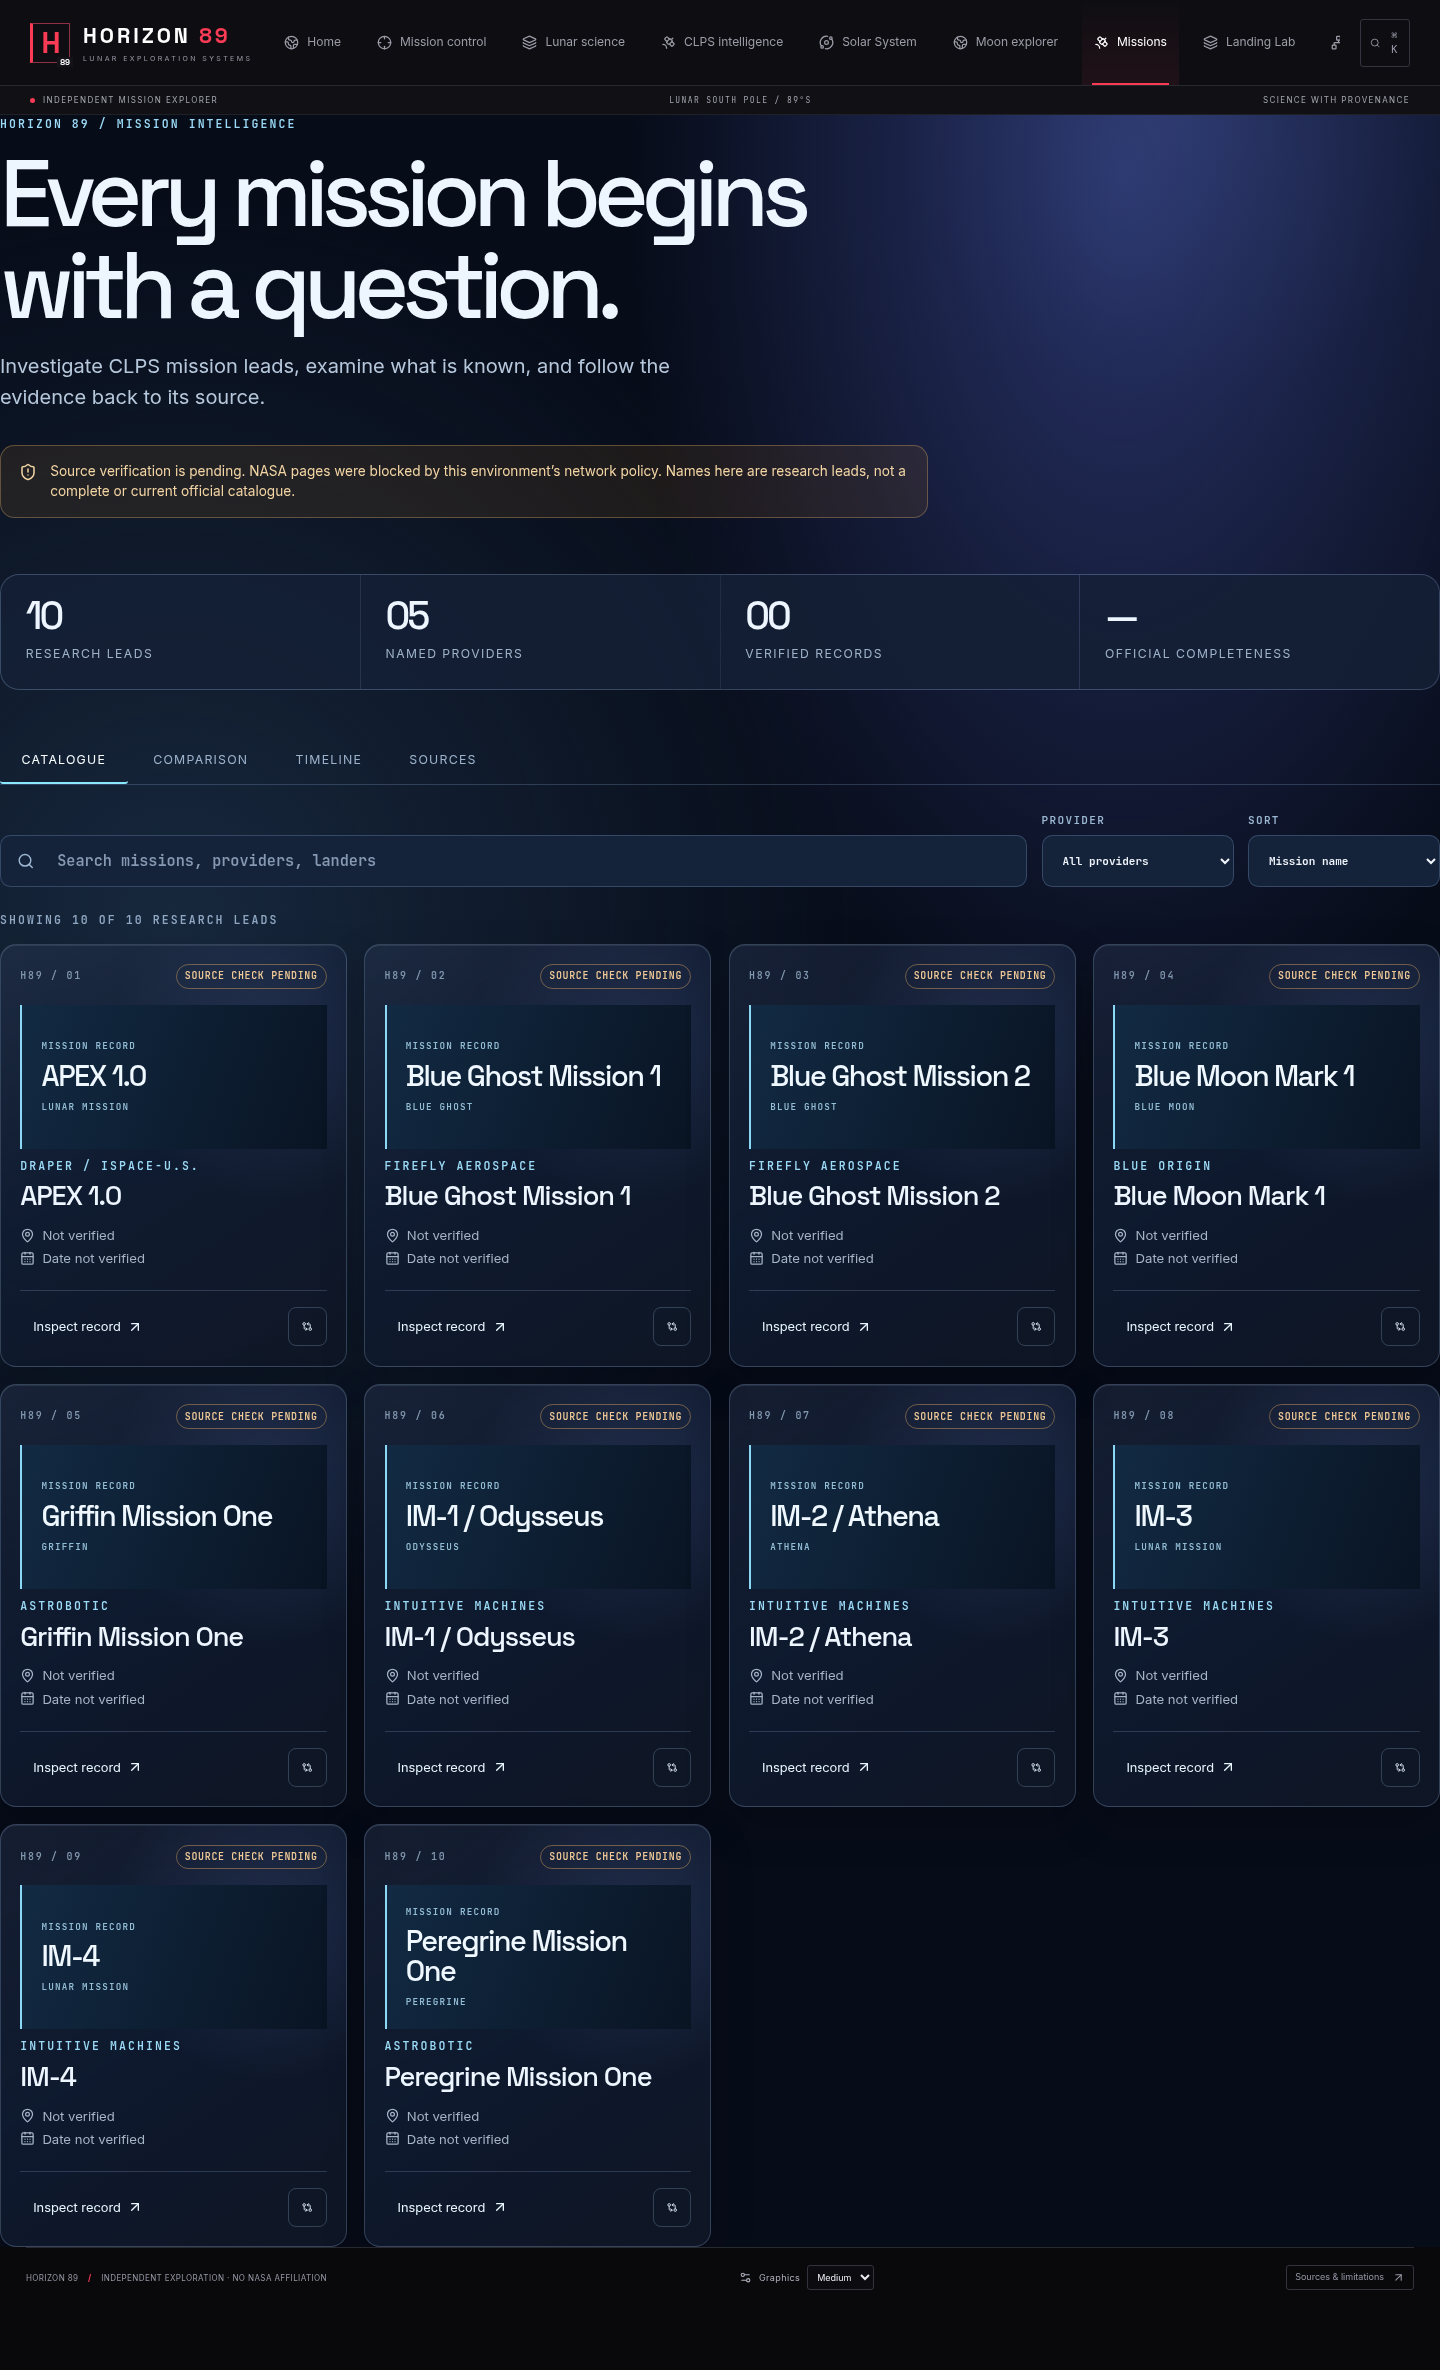 H 89 HORIZON 89
LUNAR EXPLORATION SYSTEMS
Home Mission control Lunar science CLPS intelligence Solar System Moon explorer Missions Landing Lab ⌘ K
INDEPENDENT MISSION EXPLORER LUNAR SOUTH POLE / 89°S SCIENCE WITH PROVENANCE
HORIZON 89 / MISSION INTELLIGENCE
Every mission begins
with a question.
Investigate CLPS mission leads, examine what is known, and follow the
evidence back to its source.
Source verification is pending. NASA pages were blocked by this environment’s network policy. Names here are research leads, not a
complete or current official catalogue.
10 05 00 —
RESEARCH LEADS NAMED PROVIDERS VERIFIED RECORDS OFFICIAL COMPLETENESS
CATALOGUE COMPARISON TIMELINE SOURCES
PROVIDER SORT
Search missions, providers, landers All providers Mission name
SHOWING 10 OF 10 RESEARCH LEADS
H89 / 01 SOURCE CHECK PENDING
MISSION RECORD
APEX 1.0
LUNAR MISSION
DRAPER / ISPACE-U.S.
APEX 1.0
Not verified
Date not verified
Inspect record
H89 / 02 SOURCE CHECK PENDING
MISSION RECORD
Blue Ghost Mission 1
BLUE GHOST
FIREFLY AEROSPACE
Blue Ghost Mission 1
Not verified
Date not verified
Inspect record
H89 / 03 SOURCE CHECK PENDING
MISSION RECORD
Blue Ghost Mission 2
BLUE GHOST
FIREFLY AEROSPACE
Blue Ghost Mission 2
Not verified
Date not verified
Inspect record
H89 / 04 SOURCE CHECK PENDING
MISSION RECORD
Blue Moon Mark 1
BLUE MOON
BLUE ORIGIN
Blue Moon Mark 1
Not verified
Date not verified
Inspect record
H89 / 05 SOURCE CHECK PENDING
MISSION RECORD
Griffin Mission One
GRIFFIN
ASTROBOTIC
Griffin Mission One
Not verified
Date not verified
Inspect record
H89 / 06 SOURCE CHECK PENDING
MISSION RECORD
IM-1 / Odysseus
ODYSSEUS
INTUITIVE MACHINES
IM-1 / Odysseus
Not verified
Date not verified
Inspect record
H89 / 07 SOURCE CHECK PENDING
MISSION RECORD
IM-2 / Athena
ATHENA
INTUITIVE MACHINES
IM-2 / Athena
Not verified
Date not verified
Inspect record
H89 / 08 SOURCE CHECK PENDING
MISSION RECORD
IM-3
LUNAR MISSION
INTUITIVE MACHINES
IM-3
Not verified
Date not verified
Inspect record
H89 / 09 SOURCE CHECK PENDING
MISSION RECORD
IM-4
LUNAR MISSION
INTUITIVE MACHINES
IM-4
Not verified
Date not verified
Inspect record
H89 / 10 SOURCE CHECK PENDING
MISSION RECORD
Peregrine Mission
One
PEREGRINE
ASTROBOTIC
Peregrine Mission One
Not verified
Date not verified
Inspect record
HORIZON 89 / INDEPENDENT EXPLORATION · NO NASA AFFILIATION Graphics Medium Sources & limitations